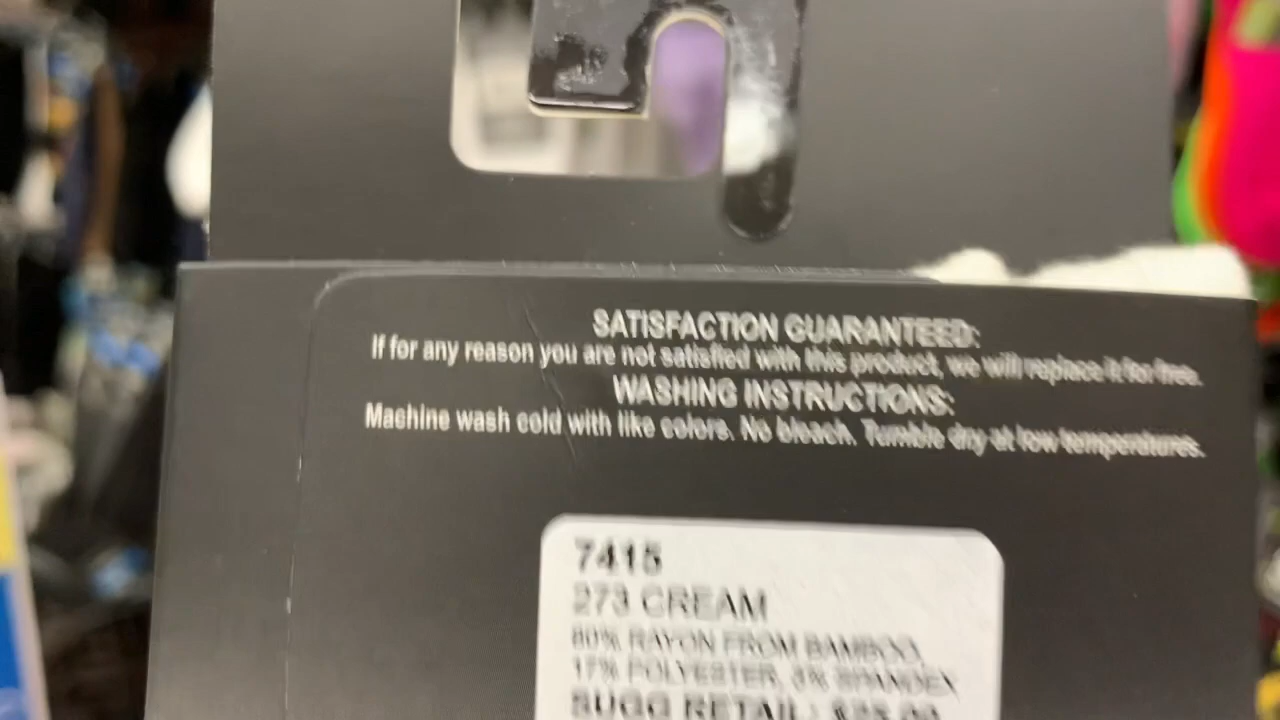 SATISFACTION GUARANTEED:
If for any reason you are not satisfied with this product, we will replace it for free.
WASHING INSTRUCTIONS:
Machine wash cold with like colors. No bleach. Tumble dry at low temperatures.
7415
273 CREAM
80% RAYON FROM BAMBOO,
17% POLYESTER, 3% SPANDEX
SUGG RETAIL: